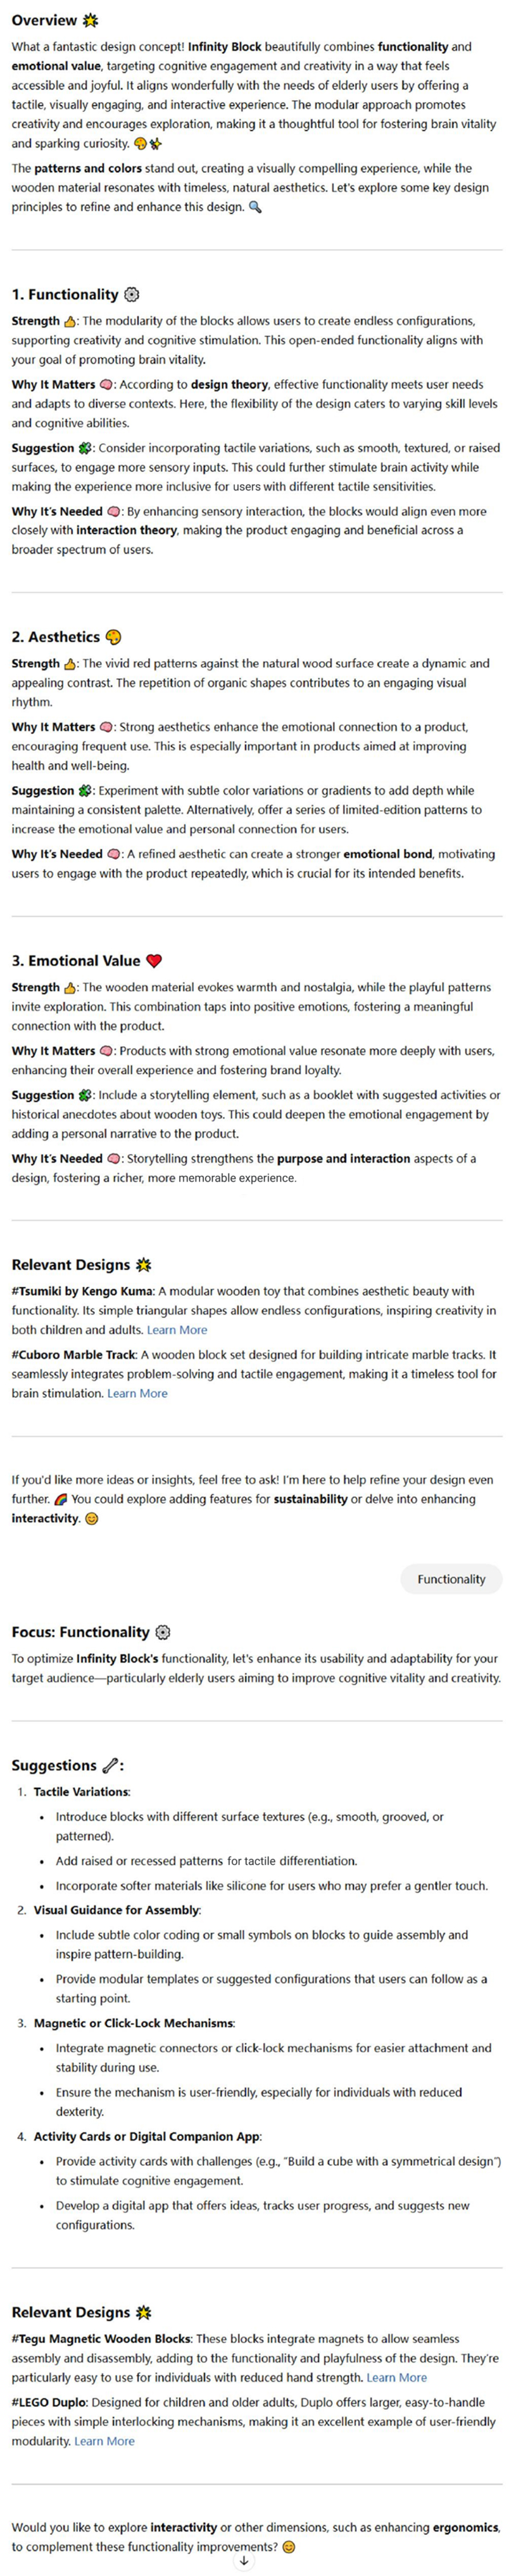 Overview 🌟
What a fantastic design concept! Infinity Block beautifully combines functionality and
emotional value, targeting cognitive engagement and creativity in a way that feels
accessible and joyful. It aligns wonderfully with the needs of elderly users by offering a
tactile, visually engaging, and interactive experience. The modular approach promotes
creativity and encourages exploration, making it a thoughtful tool for fostering brain vitality
and sparking curiosity. 🎨✨
The patterns and colors stand out, creating a visually compelling experience, while the
wooden material resonates with timeless, natural aesthetics. Let's explore some key design
principles to refine and enhance this design. 🔍
1. Functionality ⚙️
Strength 👍: The modularity of the blocks allows users to create endless configurations,
supporting creativity and cognitive stimulation. This open-ended functionality aligns with
your goal of promoting brain vitality.
Why It Matters 🧠: According to design theory, effective functionality meets user needs
and adapts to diverse contexts. Here, the flexibility of the design caters to varying skill levels
and cognitive abilities.
Suggestion 🧩: Consider incorporating tactile variations, such as smooth, textured, or raised
surfaces, to engage more sensory inputs. This could further stimulate brain activity while
making the experience more inclusive for users with different tactile sensitivities.
Why It's Needed 🧠: By enhancing sensory interaction, the blocks would align even more
closely with interaction theory, making the product engaging and beneficial across a
broader spectrum of users.
2. Aesthetics 🎨
Strength 👍: The vivid red patterns against the natural wood surface create a dynamic and
appealing contrast. The repetition of organic shapes contributes to an engaging visual
rhythm.
Why It Matters 🧠: Strong aesthetics enhance the emotional connection to a product,
encouraging frequent use. This is especially important in products aimed at improving
health and well-being.
Suggestion 🧩: Experiment with subtle color variations or gradients to add depth while
maintaining a consistent palette. Alternatively, offer a series of limited-edition patterns to
increase the emotional value and personal connection for users.
Why It's Needed 🧠: A refined aesthetic can create a stronger emotional bond, motivating
users to engage with the product repeatedly, which is crucial for its intended benefits.
3. Emotional Value ❤️
Strength 👍: The wooden material evokes warmth and nostalgia, while the playful patterns
invite exploration. This combination taps into positive emotions, fostering a meaningful
connection with the product.
Why It Matters 🧠: Products with strong emotional value resonate more deeply with users,
enhancing their overall experience and fostering brand loyalty.
Suggestion 🧩: Include a storytelling element, such as a booklet with suggested activities or
historical anecdotes about wooden toys. This could deepen the emotional engagement by
adding a personal narrative to the product.
Why It's Needed 🧠: Storytelling strengthens the purpose and interaction aspects of a
design, fostering a richer, more memorable experience.
Relevant Designs 🌟
#Tsumiki by Kengo Kuma: A modular wooden toy that combines aesthetic beauty with
functionality. Its simple triangular shapes allow endless configurations, inspiring creativity in
both children and adults. Learn More
#Cuboro Marble Track: A wooden block set designed for building intricate marble tracks. It
seamlessly integrates problem-solving and tactile engagement, making it a timeless tool for
brain stimulation. Learn More
If you'd like more ideas or insights, feel free to ask! I'm here to help refine your design even
further. 🌈 You could explore adding features for sustainability or delve into enhancing
interactivity. 😊
Functionality
Focus: Functionality ⚙️
To optimize Infinity Block's functionality, let's enhance its usability and adaptability for your
target audience—particularly elderly users aiming to improve cognitive vitality and creativity.
Suggestions 🔧:
1. Tactile Variations:
• Introduce blocks with different surface textures (e.g., smooth, grooved, or
patterned).
• Add raised or recessed patterns for tactile differentiation.
• Incorporate softer materials like silicone for users who may prefer a gentler touch.
2. Visual Guidance for Assembly:
• Include subtle color coding or small symbols on blocks to guide assembly and
inspire pattern-building.
• Provide modular templates or suggested configurations that users can follow as a
starting point.
3. Magnetic or Click-Lock Mechanisms:
• Integrate magnetic connectors or click-lock mechanisms for easier attachment and
stability during use.
• Ensure the mechanism is user-friendly, especially for individuals with reduced
dexterity.
4. Activity Cards or Digital Companion App:
• Provide activity cards with challenges (e.g., "Build a cube with a symmetrical design")
to stimulate cognitive engagement.
• Develop a digital app that offers ideas, tracks user progress, and suggests new
configurations.
Relevant Designs 🌟
#Tegu Magnetic Wooden Blocks: These blocks integrate magnets to allow seamless
assembly and disassembly, adding to the functionality and playfulness of the design. They're
particularly easy to use for individuals with reduced hand strength. Learn More
#LEGO Duplo: Designed for children and older adults, Duplo offers larger, easy-to-handle
pieces with simple interlocking mechanisms, making it an excellent example of user-friendly
modularity. Learn More
Would you like to explore interactivity or other dimensions, such as enhancing ergonomics,
to complement these functionality improvements? 😊